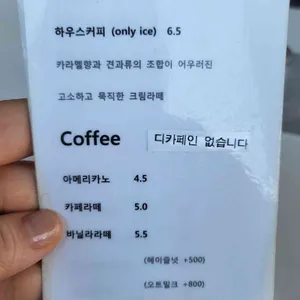 하우스커피 (only ice) 6.5
카라멜향과 견과류의 조합이 어우러진
고소하고 묵직한 크림라떼
Coffee 디카페인 없습니다
아메리카노 4.5
카페라떼 5.0
바닐라라떼 5.5
(헤이즐넛 +500)
(오트밀크 +800)